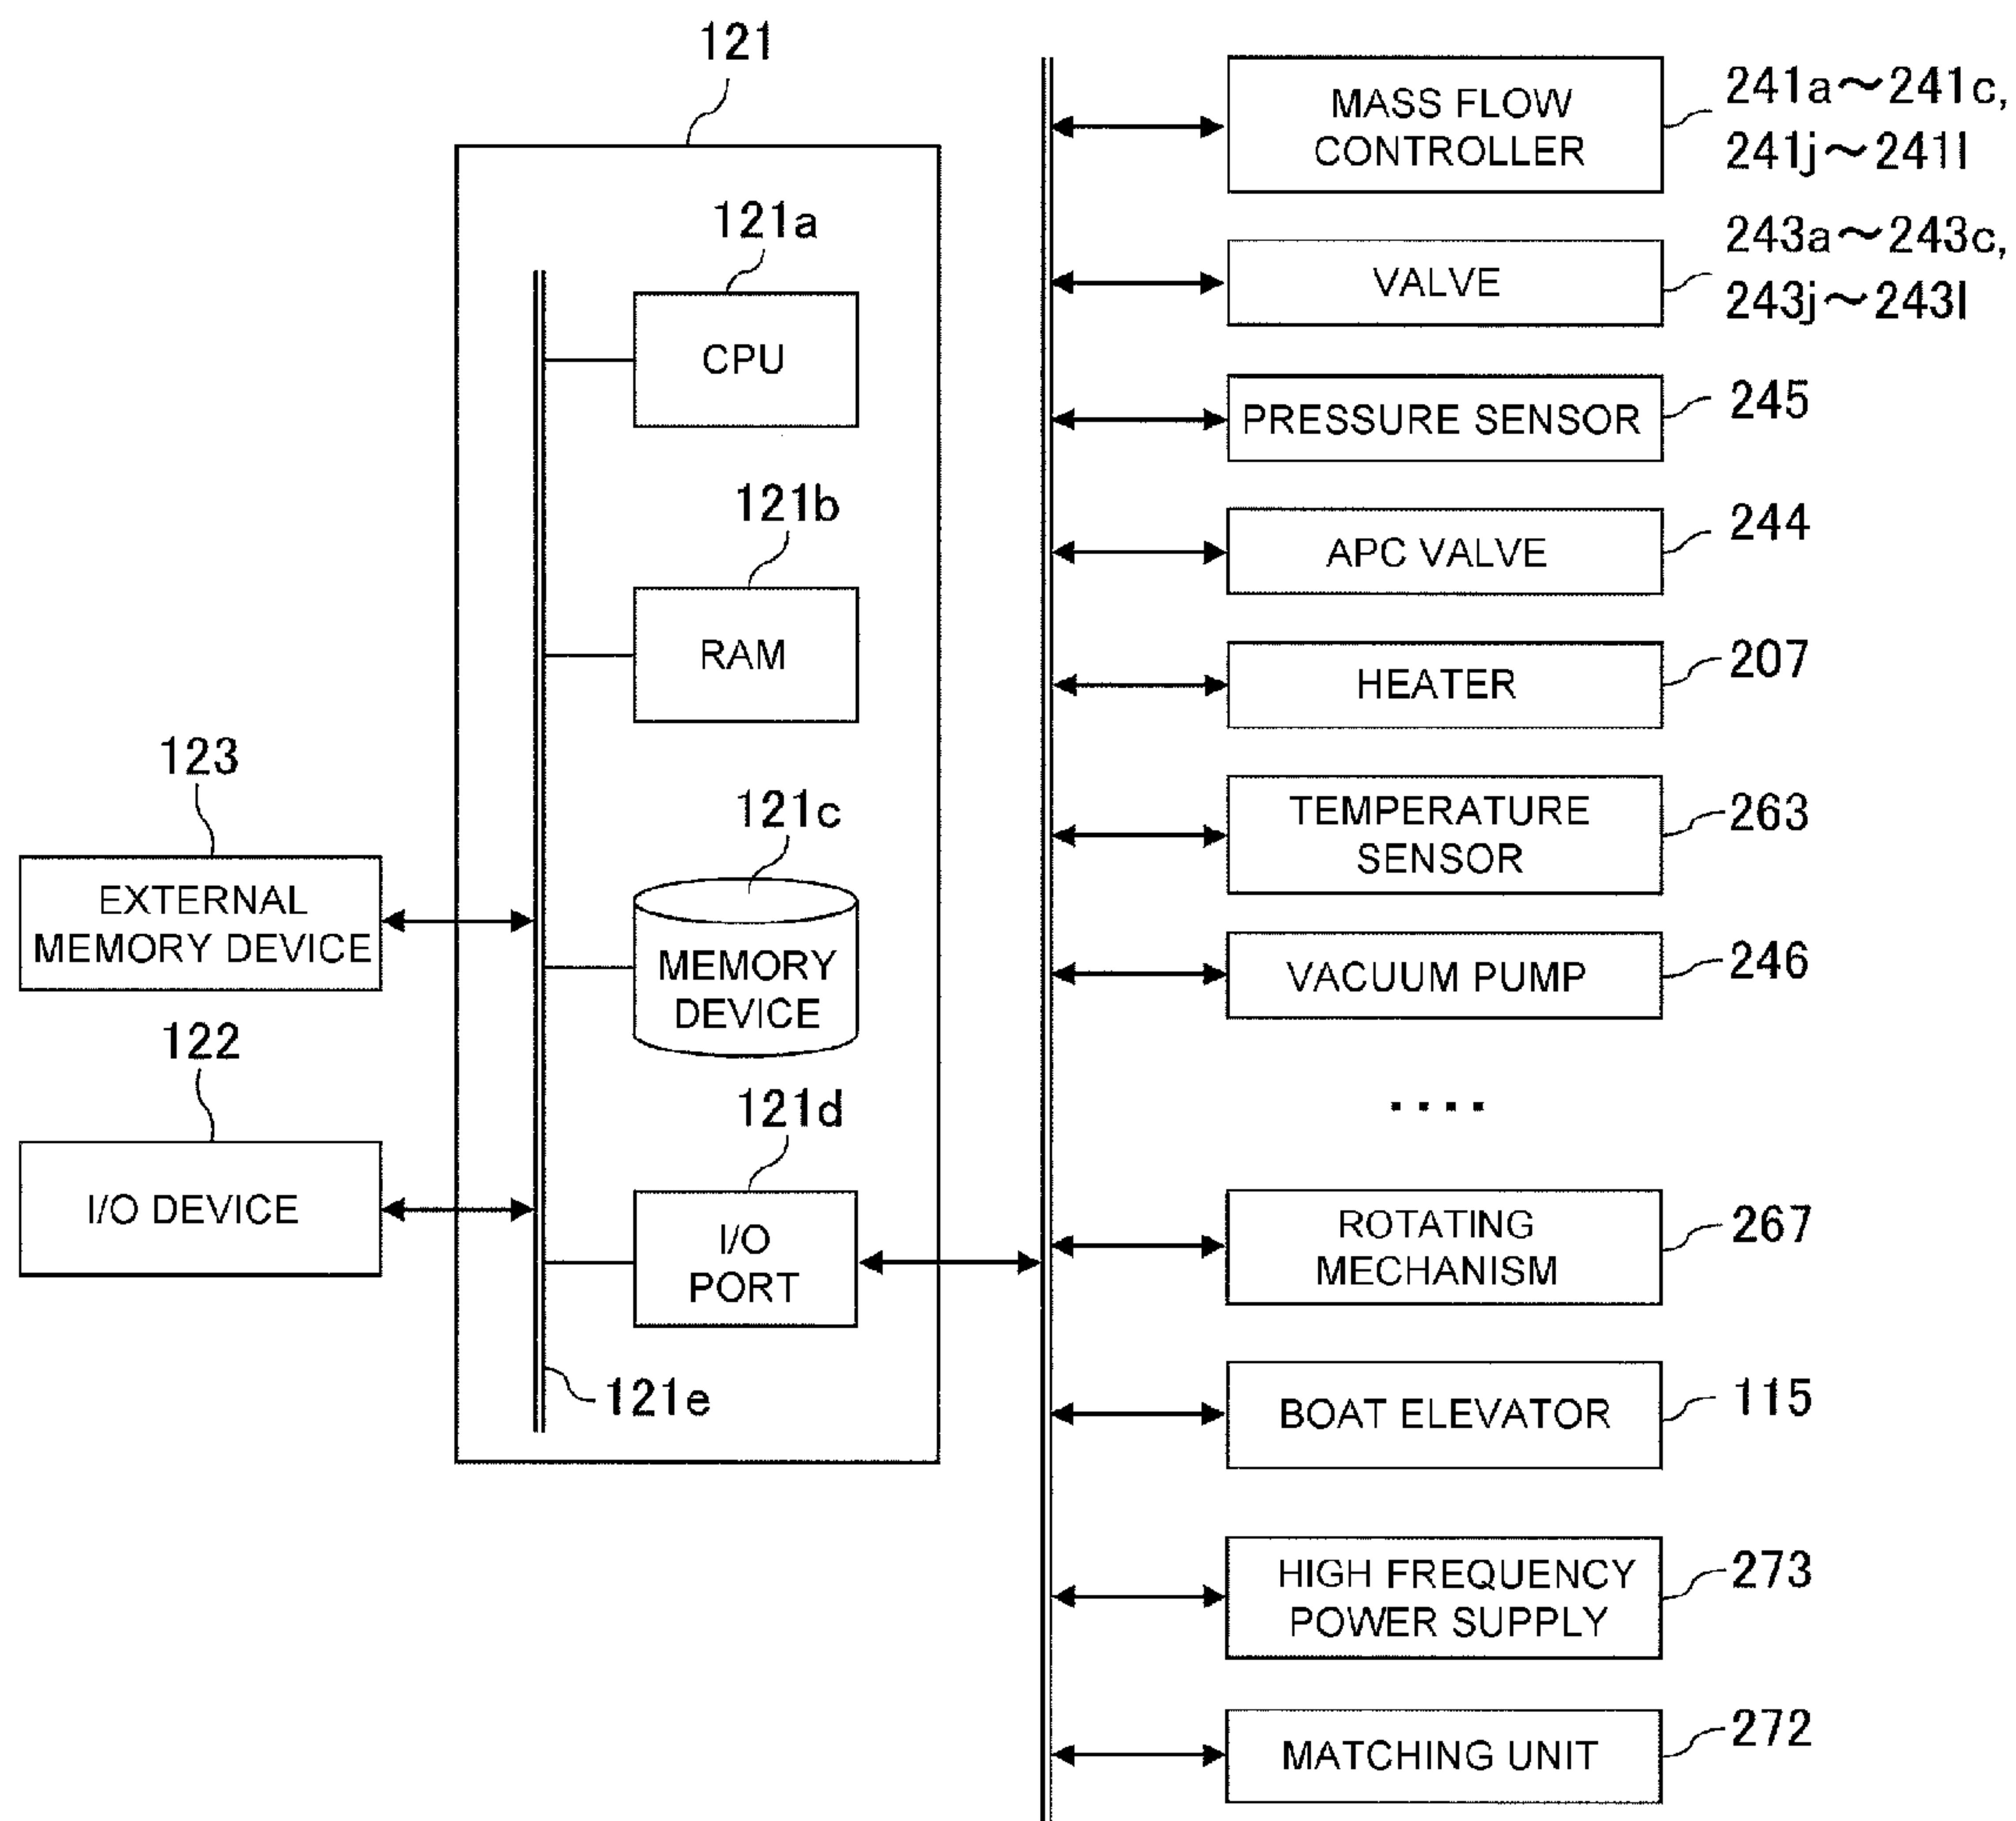 121
121a
CPU
121b
RAM
121c
MEMORY
DEVICE
121d
I/O
PORT
121e
123
EXTERNAL
MEMORY DEVICE
122
I/O DEVICE
MASS FLOW
CONTROLLER
241a～241c,
241j～241l
VALVE
243a～243c,
243j～243l
PRESSURE SENSOR
245
APC VALVE
244
HEATER
207
TEMPERATURE
SENSOR
263
VACUUM PUMP
246
....
ROTATING
MECHANISM
267
BOAT ELEVATOR
115
HIGH FREQUENCY
POWER SUPPLY
273
MATCHING UNIT
272